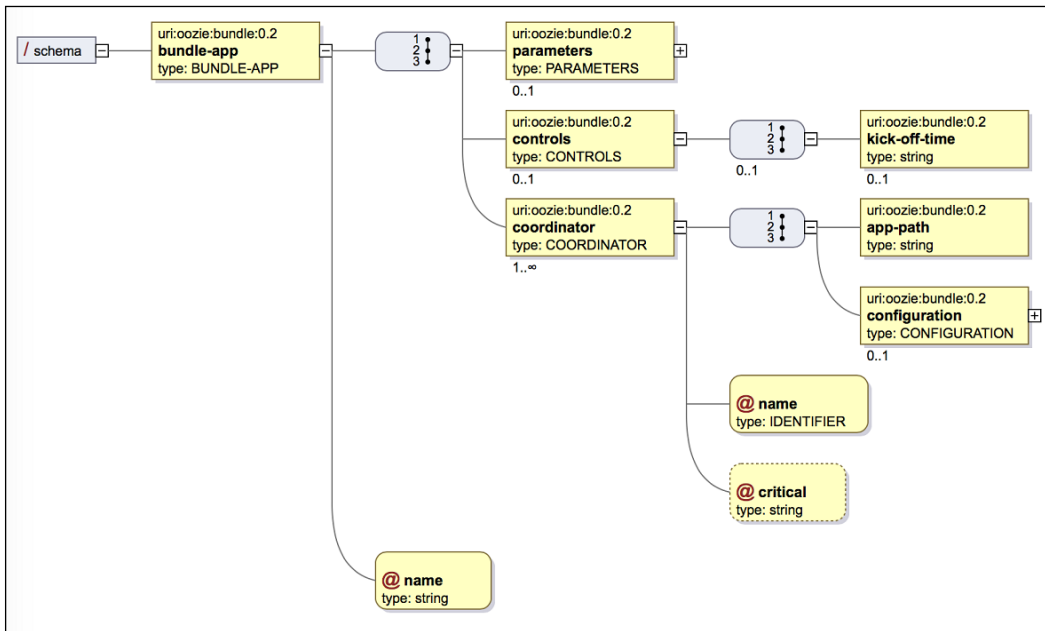 / schema
uri:oozie:bundle:0.2
bundle-app
type: BUNDLE-APP
1
2
3
uri:oozie:bundle:0.2
parameters
type: PARAMETERS
0..1
uri:oozie:bundle:0.2
controls
type: CONTROLS
0..1
1
2
3
0..1
uri:oozie:bundle:0.2
kick-off-time
type: string
0..1
uri:oozie:bundle:0.2
coordinator
type: COORDINATOR
1..∞
1
2
3
uri:oozie:bundle:0.2
app-path
type: string
uri:oozie:bundle:0.2
configuration
type: CONFIGURATION
0..1
@ name
type: IDENTIFIER
@ critical
type: string
@ name
type: string